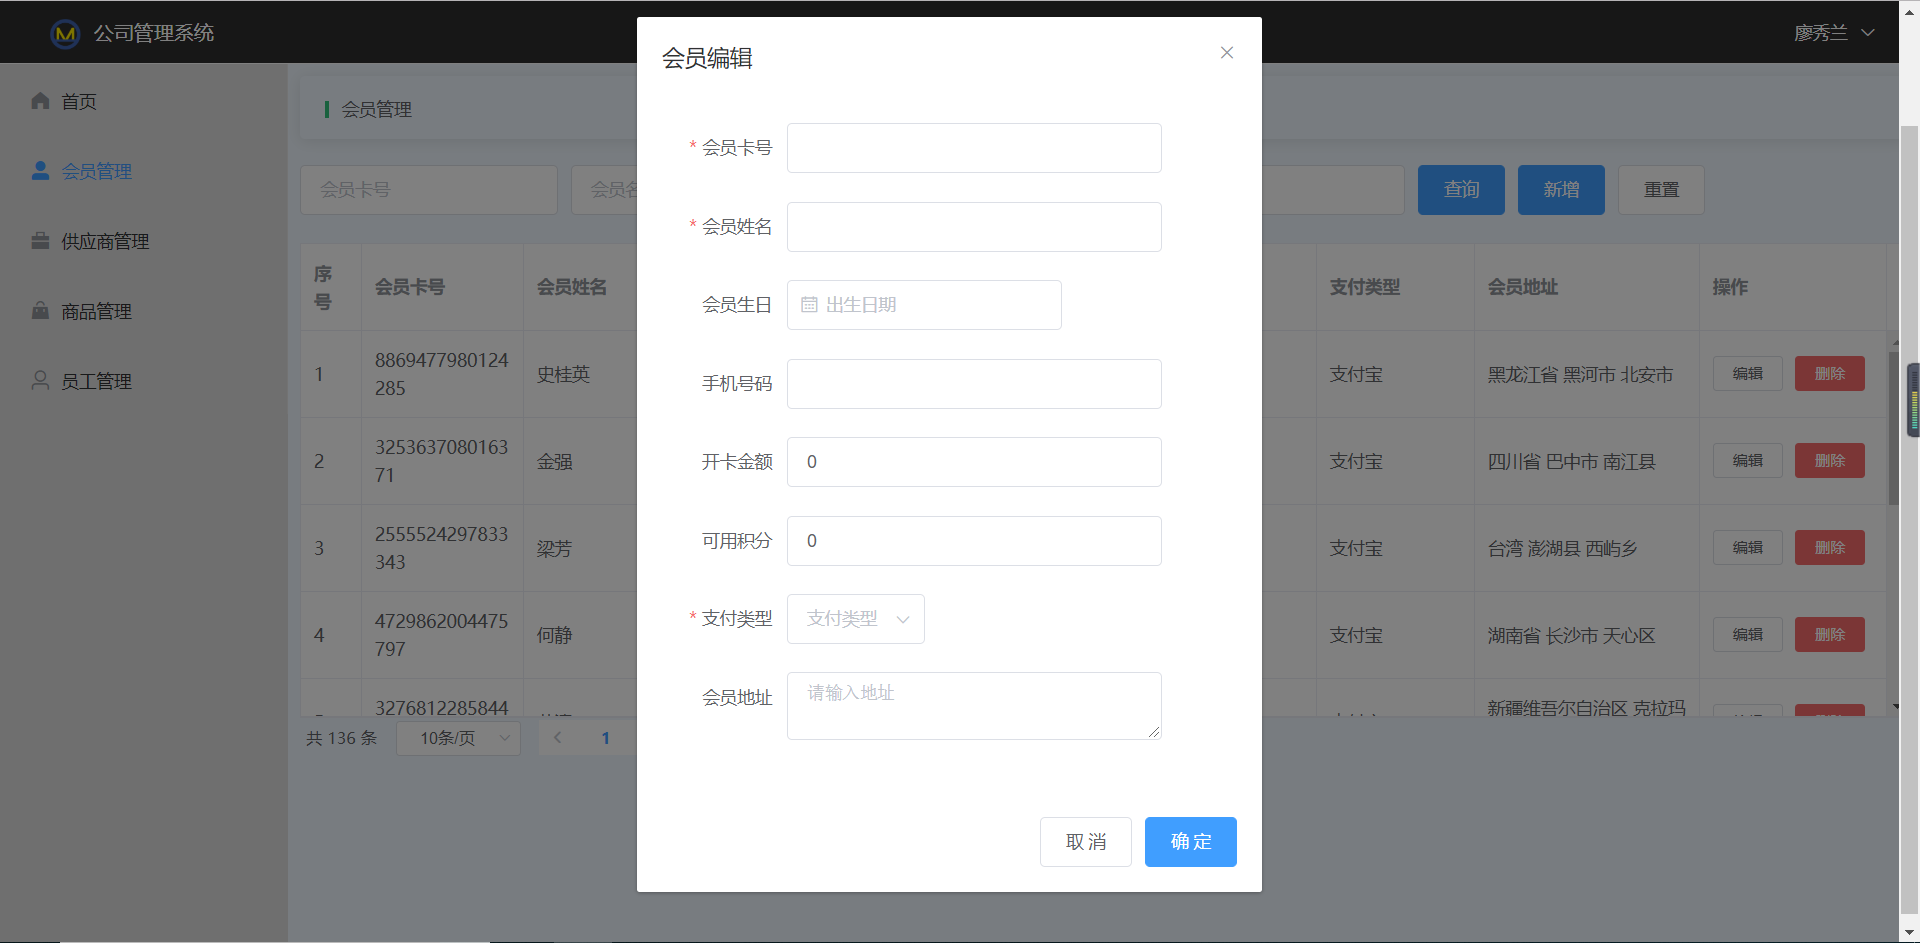 公司管理系统
廖秀兰
首页
会员管理
供应商管理
商品管理
员工管理
会员管理
会员卡号
会员名
查询
新增
重置
序号 会员卡号 会员姓名 支付类型 会员地址 操作
1 8869477980124285 史桂英 支付宝 黑龙江省 黑河市 北安市 编辑 删除
2 325363708016371 金强 支付宝 四川省 巴中市 南江县 编辑 删除
3 2555524297833343 梁芳 支付宝 台湾 澎湖县 西屿乡 编辑 删除
4 4729862004475797 何静 支付宝 湖南省 长沙市 天心区 编辑 删除
3276812285844 新疆维吾尔自治区 克拉玛
共 136 条 10条/页 1
会员编辑
* 会员卡号
* 会员姓名
会员生日 出生日期
手机号码
开卡金额 0
可用积分 0
* 支付类型 支付类型
会员地址 请输入地址
取 消
确 定